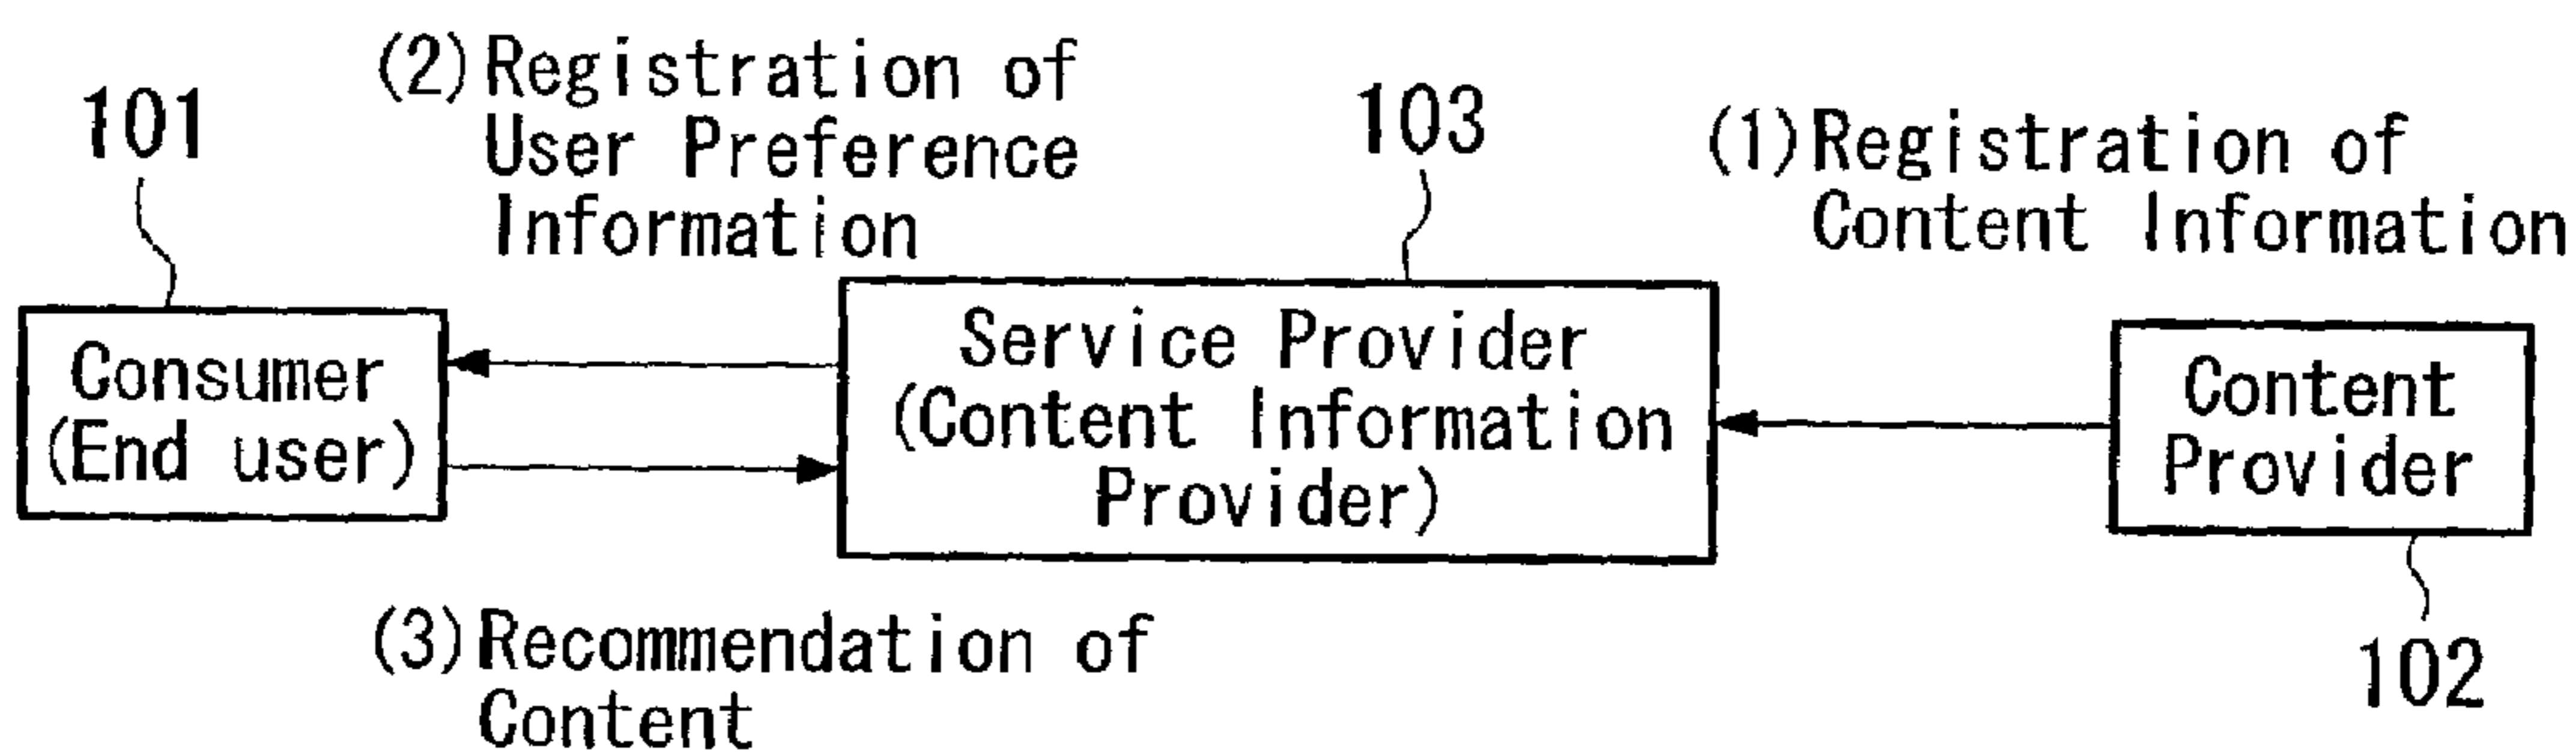 (2) Registration of
User Preference
Information
101
103
(1) Registration of
Content Information
Consumer
(End user)
Service Provider
(Content Information
Provider)
Content
Provider
(3) Recommendation of
Content
102